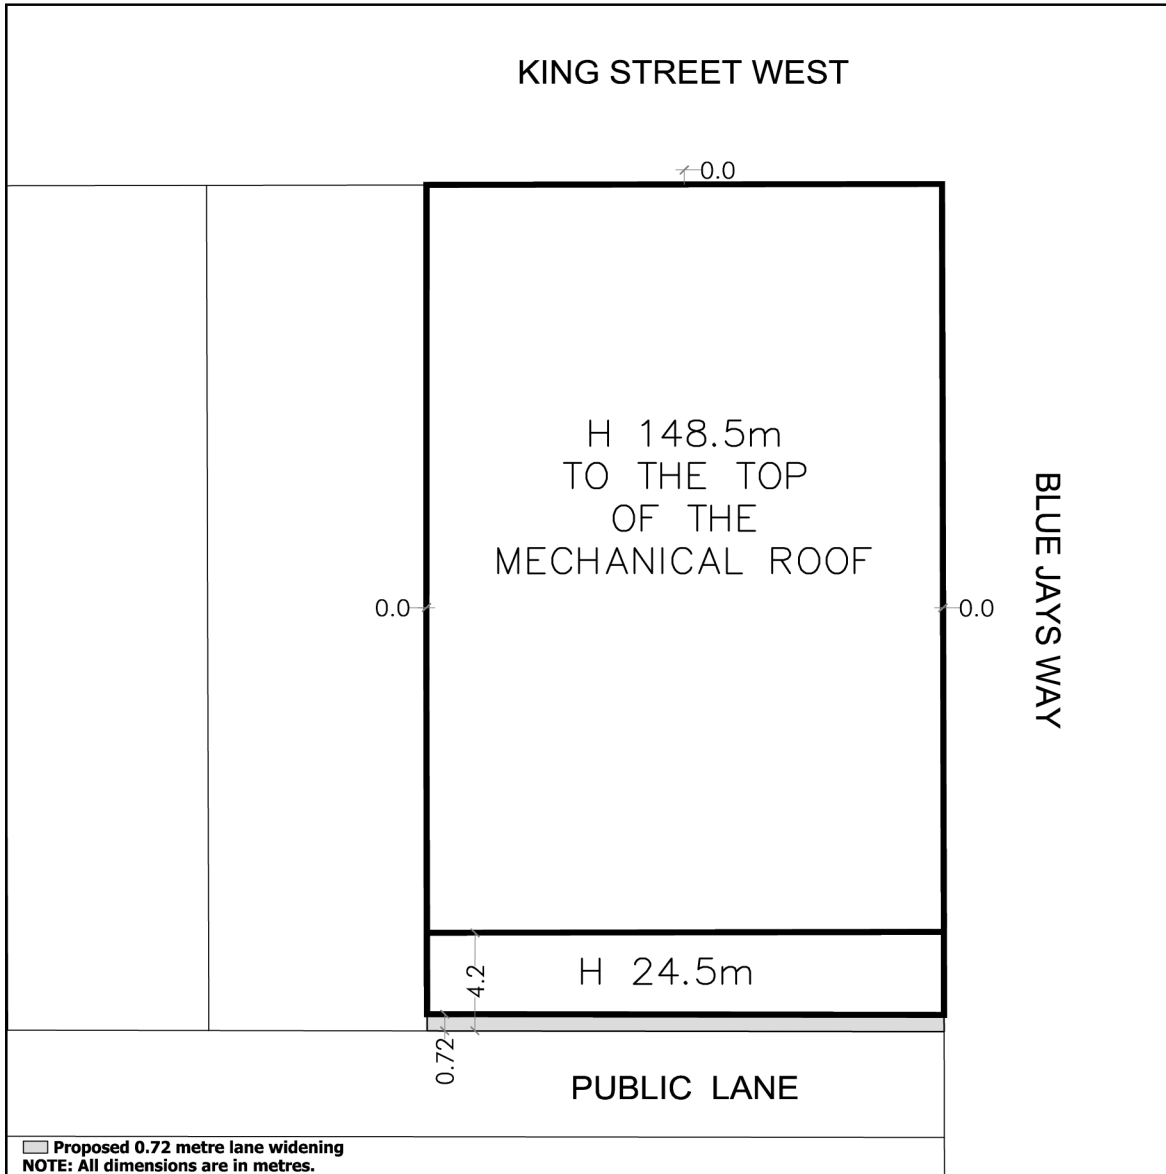 KING STREET WEST
0.0
H 148.5m
TO THE TOP
OF THE
MECHANICAL ROOF
BLUE JAYS WAY
0.0
0.0
4.2
H 24.5m
0.72
PUBLIC LANE
Proposed 0.72 metre lane widening
NOTE: All dimensions are in metres.